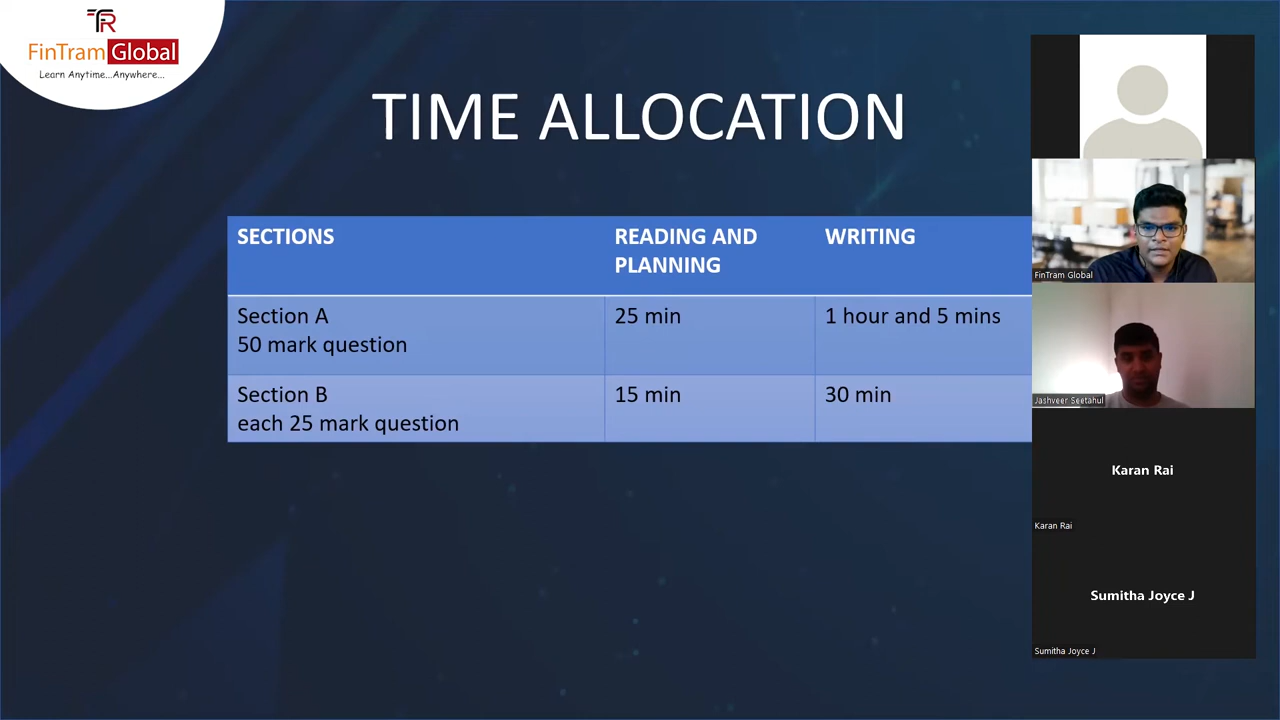 TR
FinTram Global
Learn Anytime...Anywhere...
TIME ALLOCATION
SECTIONS
READING AND
PLANNING
WRITING
Section A
50 mark question
25 min
1 hour and 5 mins
Section B
each 25 mark question
15 min
30 min
FinTram Global
Jashveer Seetahul
Karan Rai
Karan Rai
Sumitha Joyce J
Sumitha Joyce J